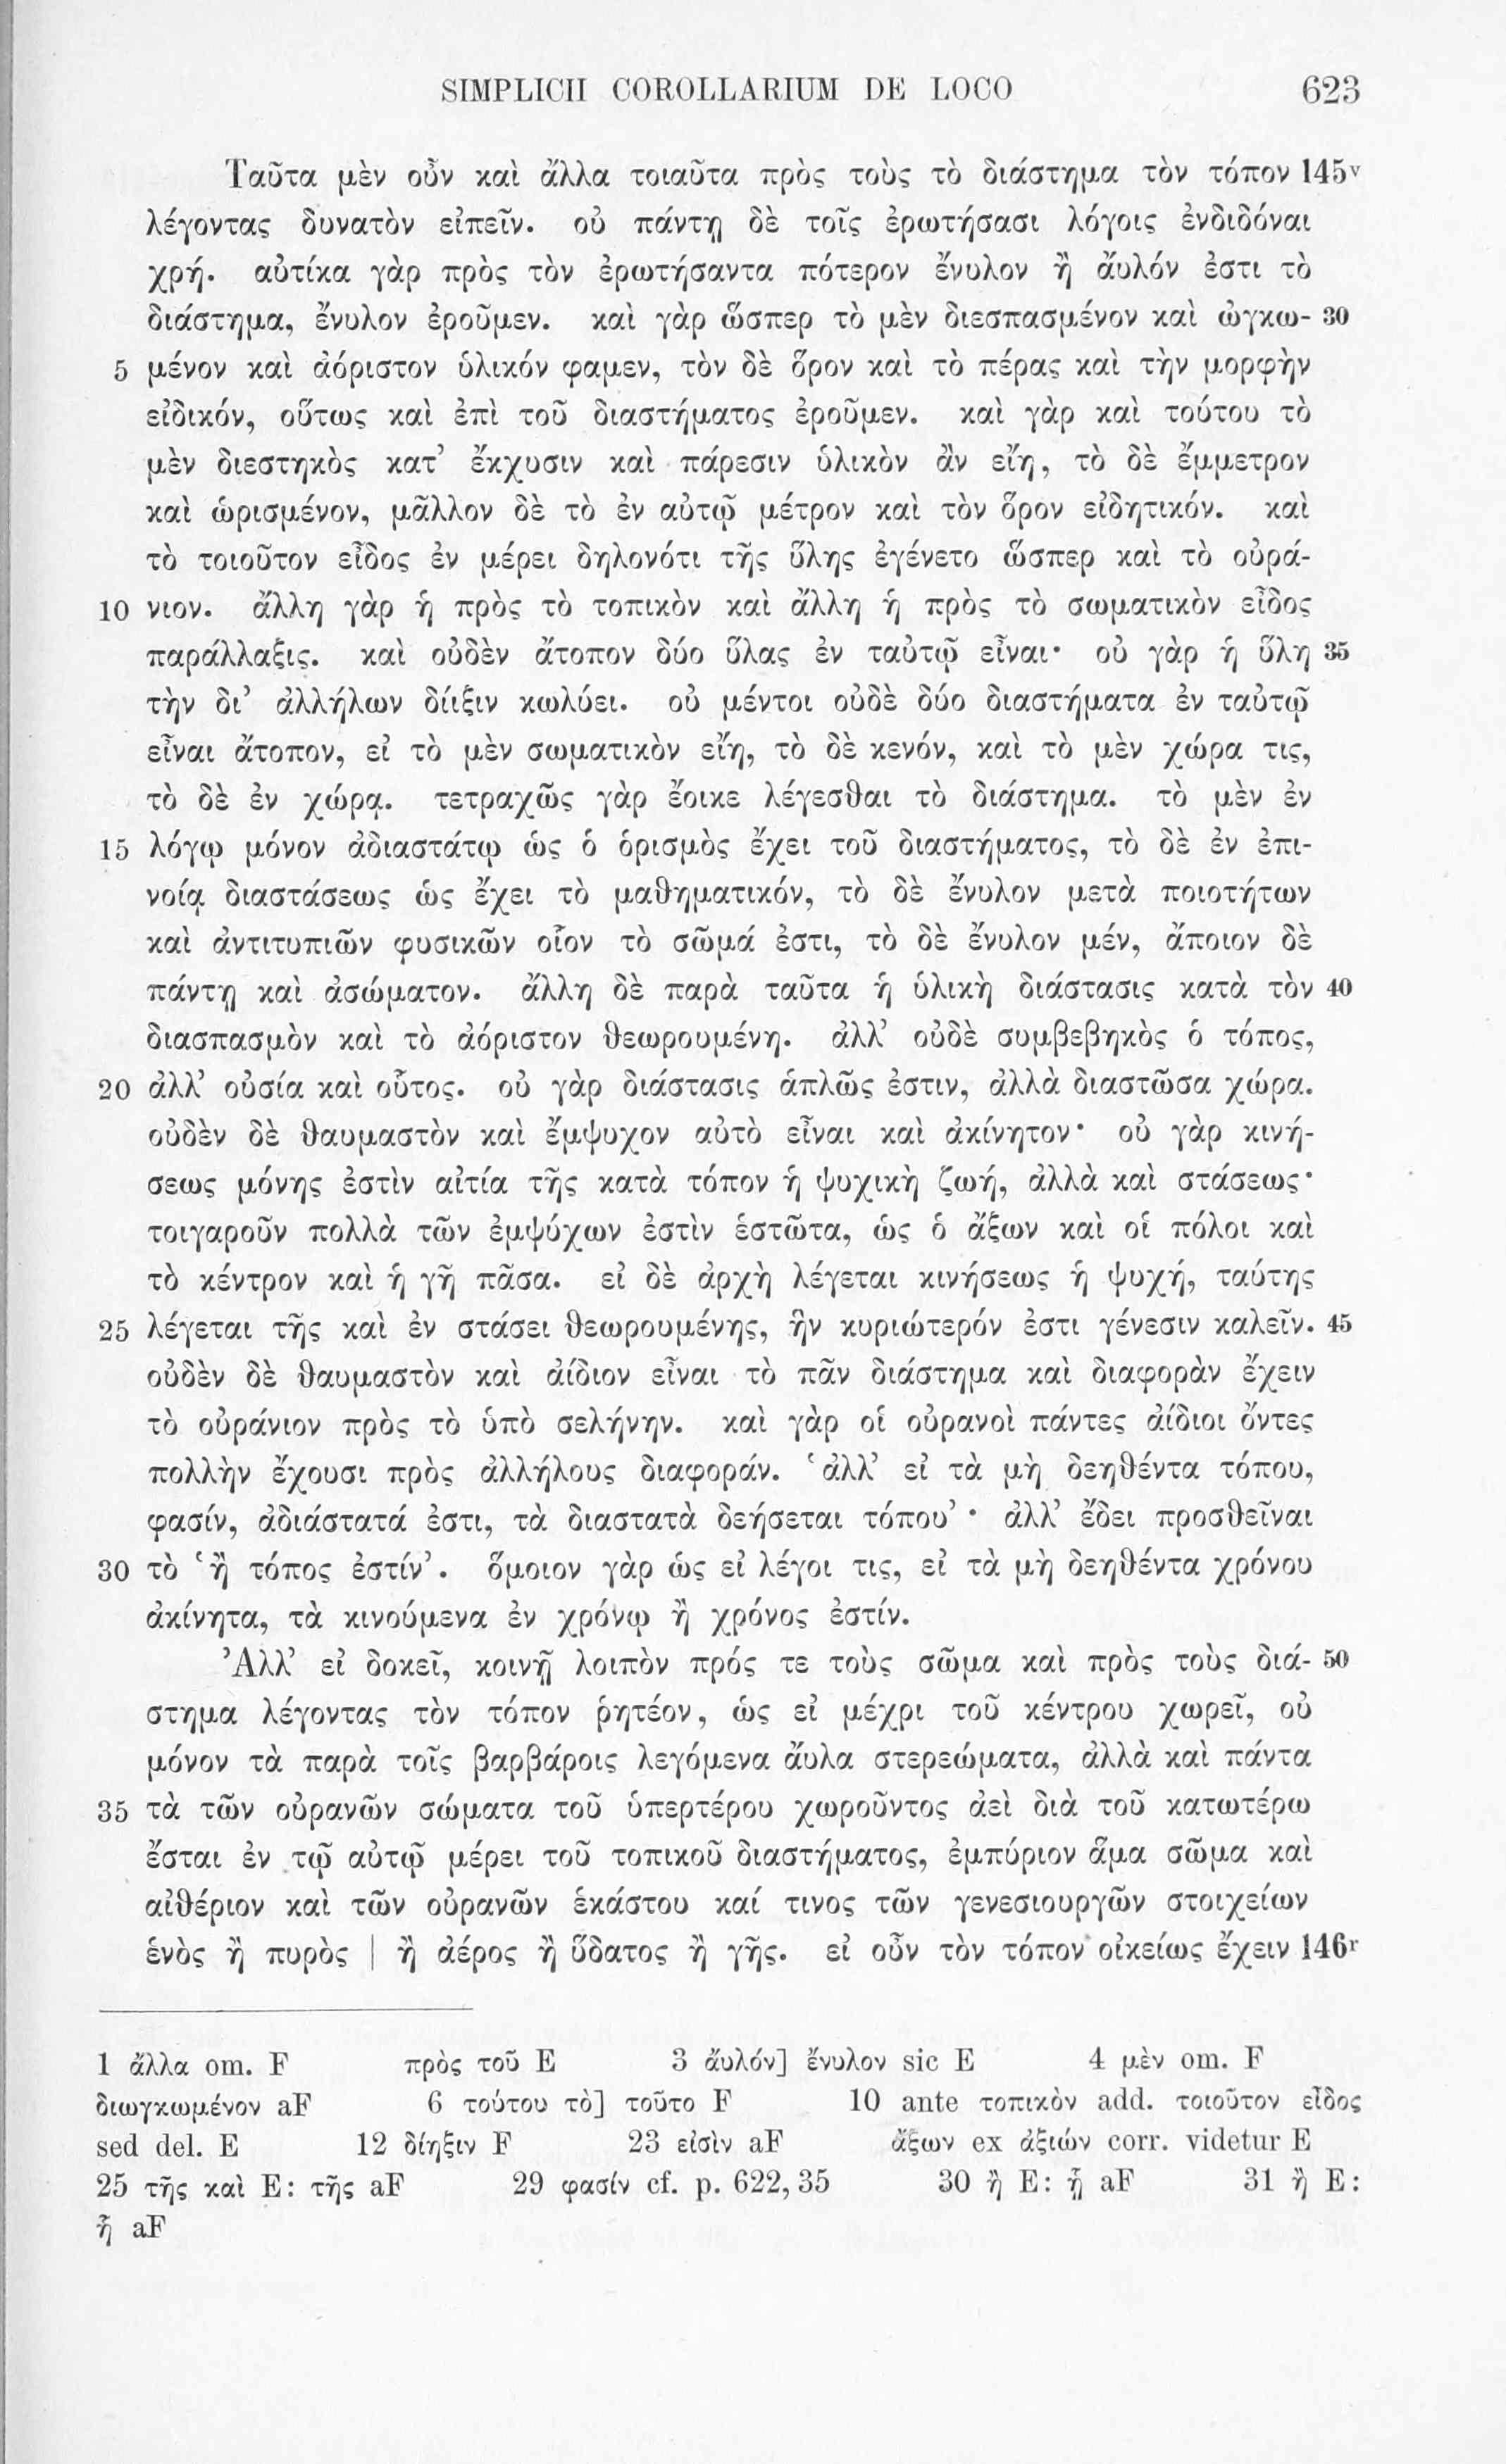 SIMPLICII COROLLARIUM DE LOCO 623
Ταῦτα μὲν οὖν καὶ ἄλλα τοιαῦτα πρὸς τοὺς τὸ διάστημα τὸν τόπον 145v
λέγοντας δυνατὸν εἰπεῖν. οὐ πάντῃ δὲ τοῖς ἐρωτήσασι λόγοις ἐνδιδόναι
χρή. αὐτίκα γὰρ πρὸς τὸν ἐρωτήσαντα πότερον ἔνυλον ἢ ἄυλόν ἐστι τὸ
διάστημα, ἔνυλον ἐροῦμεν. καὶ γὰρ ὥσπερ τὸ μὲν διεσπασμένον καὶ ὠγκω- 30
5 μένον καὶ ἀόριστον ὑλικόν φαμεν, τὸν δὲ ὅρον καὶ τὸ πέρας καὶ τὴν μορφὴν
εἰδικόν, οὕτως καὶ ἐπὶ τοῦ διαστήματος ἐροῦμεν. καὶ γὰρ καὶ τούτου τὸ
μὲν διεστηκὸς κατ’ ἔκχυσιν καὶ πάρεσιν ὑλικὸν ἂν εἴη, τὸ δὲ ἔμμετρον
καὶ ὡρισμένον, μᾶλλον δὲ τὸ ἐν αὐτῷ μέτρον καὶ τὸν ὅρον εἰδητικόν. καὶ
τὸ τοιοῦτον εἶδος ἐν μέρει δηλονότι τῆς ὕλης ἐγένετο ὥσπερ καὶ τὸ οὐρά-
10 νιον. ἄλλη γὰρ ἡ πρὸς τὸ τοπικὸν καὶ ἄλλη ἡ πρὸς τὸ σωματικὸν εἶδος
παράλλαξις. καὶ οὐδὲν ἄτοπον δύο ὕλας ἐν ταὐτῷ εἶναι· οὐ γὰρ ἡ ὕλη 35
τὴν δι’ ἀλλήλων δίιξιν κωλύει. οὐ μέντοι οὐδὲ δύο διαστήματα ἐν ταὐτῷ
εἶναι ἄτοπον, εἰ τὸ μὲν σωματικὸν εἴη, τὸ δὲ κενόν, καὶ τὸ μὲν χώρα τις,
τὸ δὲ ἐν χώρᾳ. τετραχῶς γὰρ ἔοικε λέγεσθαι τὸ διάστημα. τὸ μὲν ἐν
15 λόγῳ μόνον ἀδιαστάτῳ ὡς ὁ ὁρισμὸς ἔχει τοῦ διαστήματος, τὸ δὲ ἐν ἐπι-
νοίᾳ διαστάσεως ὡς ἔχει τὸ μαθηματικόν, τὸ δὲ ἔνυλον μετὰ ποιοτήτων
καὶ ἀντιτυπιῶν φυσικῶν οἷον τὸ σῶμά ἐστι, τὸ δὲ ἔνυλον μέν, ἄποιον δὲ
πάντῃ καὶ ἀσώματον. ἄλλη δὲ παρὰ ταῦτα ἡ ὑλικὴ διάστασις κατὰ τὸν 40
διασπασμὸν καὶ τὸ ἀόριστον θεωρουμένη. ἀλλ’ οὐδὲ συμβεβηκὸς ὁ τόπος,
20 ἀλλ’ οὐσία καὶ οὗτος. οὐ γὰρ διάστασις ἁπλῶς ἐστιν, ἀλλὰ διαστῶσα χώρα.
οὐδὲν δὲ θαυμαστὸν καὶ ἔμψυχον αὐτὸ εἶναι καὶ ἀκίνητον· οὐ γὰρ κινή-
σεως μόνης ἐστὶν αἰτία τῆς κατὰ τόπον ἡ ψυχικὴ ζωή, ἀλλὰ καὶ στάσεως·
τοιγαροῦν πολλὰ τῶν ἐμψύχων ἐστὶν ἑστῶτα, ὡς ὁ ἄξων καὶ οἱ πόλοι καὶ
τὸ κέντρον καὶ ἡ γῆ πᾶσα. εἰ δὲ ἀρχὴ λέγεται κινήσεως ἡ ψυχή, ταύτης
25 λέγεται τῆς καὶ ἐν στάσει θεωρουμένης, ἣν κυριώτερόν ἐστι γένεσιν καλεῖν. 45
οὐδὲν δὲ θαυμαστὸν καὶ ἀίδιον εἶναι τὸ πᾶν διάστημα καὶ διαφορὰν ἔχειν
τὸ οὐράνιον πρὸς τὸ ὑπὸ σελήνην. καὶ γὰρ οἱ οὐρανοὶ πάντες ἀίδιοι ὄντες
πολλὴν ἔχουσι πρὸς ἀλλήλους διαφοράν. ‘ἀλλ’ εἰ τὰ μὴ δεηθέντα τόπου,
φασίν, ἀδιάστατά ἐστι, τὰ διαστατὰ δεήσεται τόπου’ · ἀλλ’ ἔδει προσθεῖναι
30 τὸ ‘ἢ τόπος ἐστίν’. ὅμοιον γὰρ ὡς εἰ λέγοι τις, εἰ τὰ μὴ δεηθέντα χρόνου
ἀκίνητα, τὰ κινούμενα ἐν χρόνῳ ἢ χρόνος ἐστίν.
Ἀλλ’ εἰ δοκεῖ, κοινῇ λοιπὸν πρός τε τοὺς σῶμα καὶ πρὸς τοὺς διά- 50
στημα λέγοντας τὸν τόπον ῥητέον, ὡς εἰ μέχρι τοῦ κέντρου χωρεῖ, οὐ
μόνον τὰ παρὰ τοῖς βαρβάροις λεγόμενα ἄυλα στερεώματα, ἀλλὰ καὶ πάντα
35 τὰ τῶν οὐρανῶν σώματα τοῦ ὑπερτέρου χωροῦντος ἀεὶ διὰ τοῦ κατωτέρω
ἔσται ἐν τῷ αὐτῷ μέρει τοῦ τοπικοῦ διαστήματος, ἐμπύριον ἅμα σῶμα καὶ
αἰθέριον καὶ τῶν οὐρανῶν ἑκάστου καί τινος τῶν γενεσιουργῶν στοιχείων
ἑνὸς ἢ πυρὸς | ἢ ἀέρος ἢ ὕδατος ἢ γῆς. εἰ οὖν τὸν τόπον οἰκείως ἔχειν 146r
1 ἄλλα om. F πρὸς τοῦ E 3 ἄυλόν] ἔνυλον sic E 4 μὲν om. F
διωγκωμένον aF 6 τούτου τὸ] τοῦτο F 10 ante τοπικὸν add. τοιοῦτον εἶδος
sed del. E 12 δίηξιν F 23 εἰσὶν aF ἄξων ex ἀξιών corr. videtur E
25 τῆς καὶ E: τῆς aF 29 φασίν cf. p. 622, 35 30 ἢ E: ᾗ aF 31 ἢ E:
ἦ aF